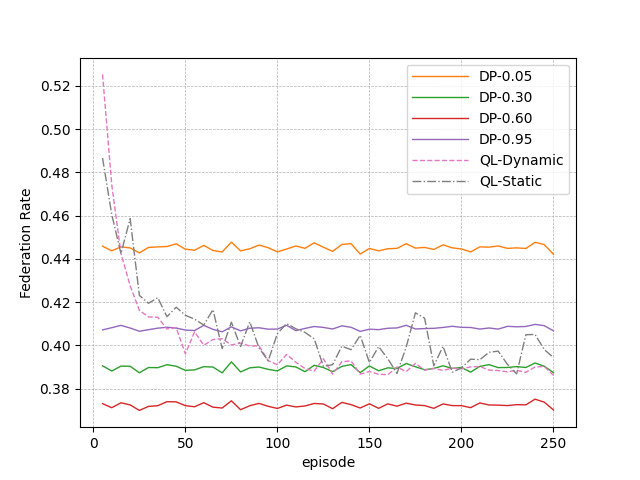 0.52
0.50
0.48
0.46
0.44
0.42
0.40
0.38
Federation Rate
0
50
100
150
200
250
episode
DP-0.05
DP-0.30
DP-0.60
DP-0.95
QL-Dynamic
QL-Static